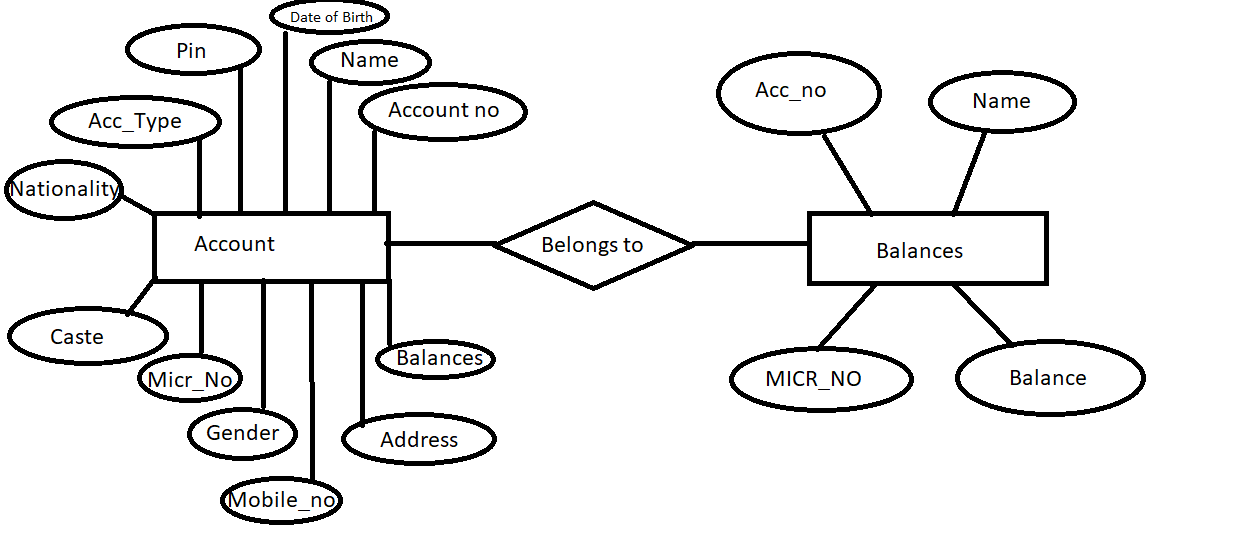 Date of Birth
Pin
Name
Account no
Acc_Type
Nationality
Account
Caste
Micr_No
Gender
Mobile_no
Address
Balances
Belongs to
Acc_no
Name
Balances
MICR_NO
Balance